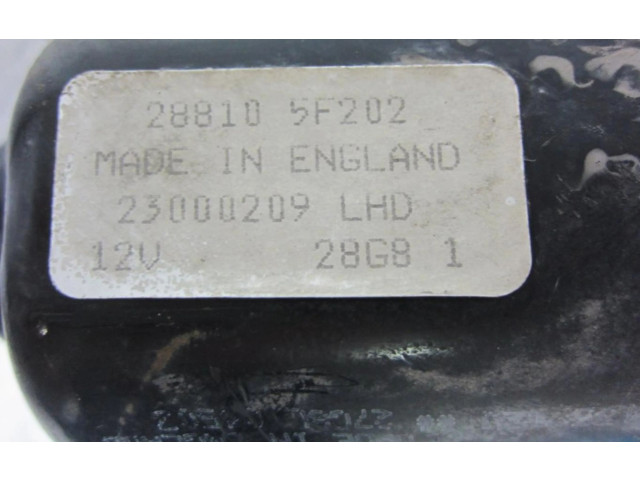 28810 5F202
MADE IN ENGLAND
23000209 LHD
12V 28G8 1